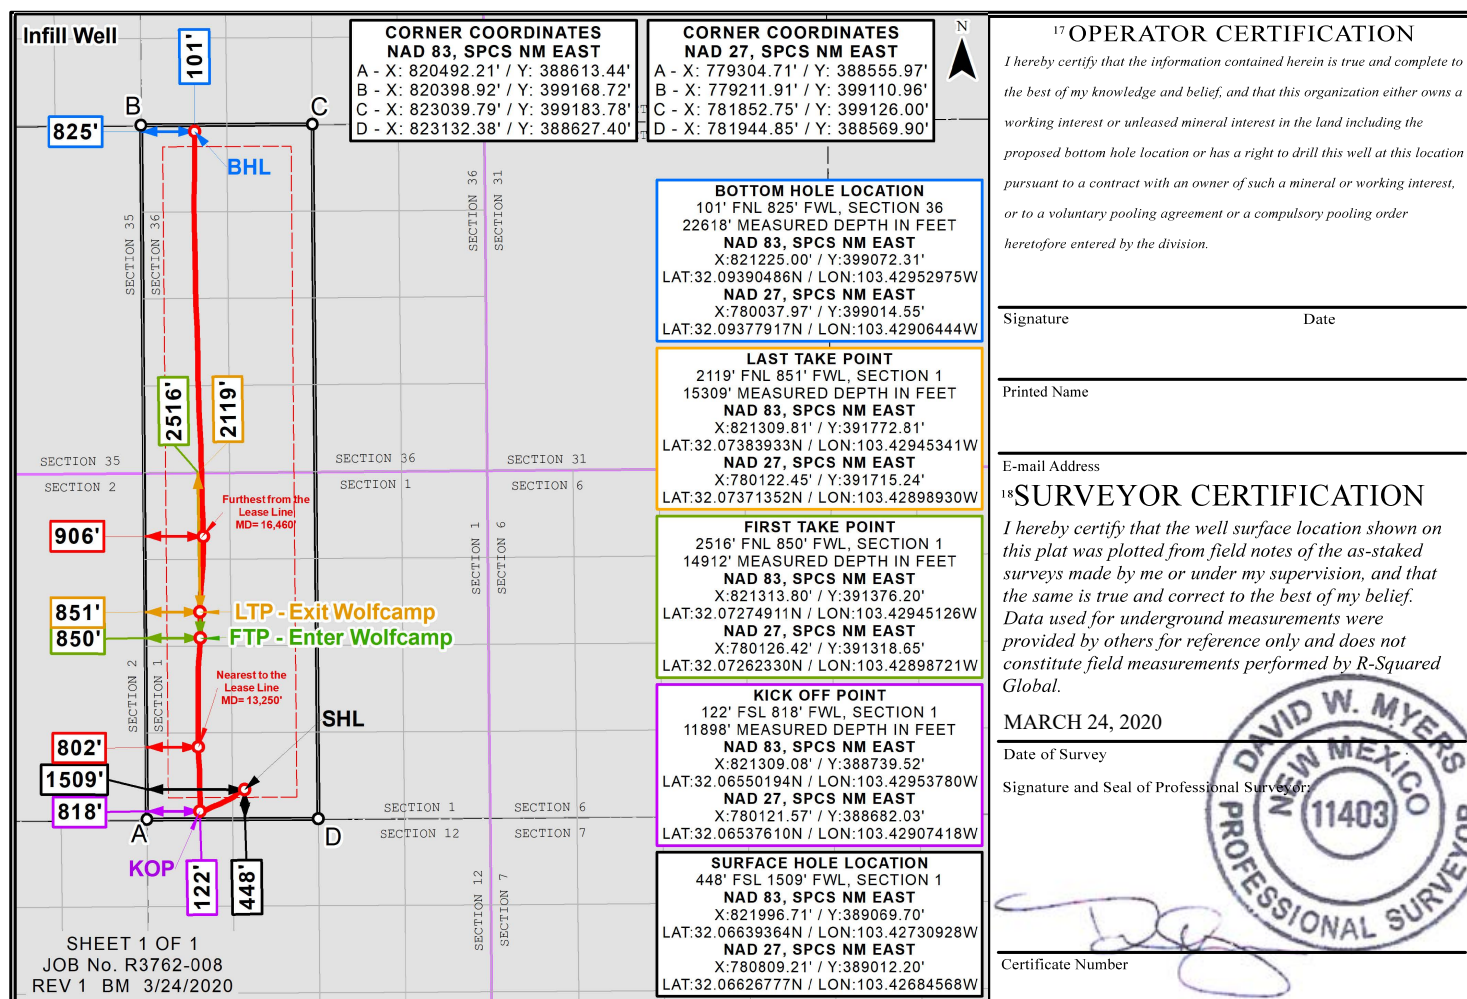 Infill Well
101'
CORNER COORDINATES
NAD 83, SPCS NM EAST
A - X: 820492.21' / Y: 388613.44'
B - X: 820398.92' / Y: 399168.72'
C - X: 823039.79' / Y: 399183.78'
D - X: 823132.38' / Y: 388627.40'
CORNER COORDINATES
NAD 27, SPCS NM EAST
A - X: 779304.71' / Y: 388555.97'
B - X: 779211.91' / Y: 399110.96'
C - X: 781852.75' / Y: 399126.00'
D - X: 781944.85' / Y: 388569.90'
N
B
C
825'
BHL
SECTION 35
SECTION 36
SECTION 36
SECTION 31
2516'
2119'
SECTION 35
SECTION 36
SECTION 31
SECTION 2
SECTION 1
SECTION 6
Furthest from the
Lease Line
MD= 16,460'
906'
SECTION 1
SECTION 6
851'
LTP - Exit Wolfcamp
850'
FTP - Enter Wolfcamp
SECTION 2
SECTION 1
Nearest to the
Lease Line
MD= 13,250'
SHL
802'
1509'
818'
SECTION 1
SECTION 6
A
D
SECTION 12
SECTION 7
KOP
122'
448'
SECTION 12
SECTION 7
SHEET 1 OF 1
JOB No. R3762-008
REV 1 BM 3/24/2020
BOTTOM HOLE LOCATION
101' FNL 825' FWL, SECTION 36
22618' MEASURED DEPTH IN FEET
NAD 83, SPCS NM EAST
X:821225.00' / Y:399072.31'
LAT:32.09390486N / LON:103.42952975W
NAD 27, SPCS NM EAST
X:780037.97' / Y:399014.55'
LAT:32.09377917N / LON:103.42906444W
LAST TAKE POINT
2119' FNL 851' FWL, SECTION 1
15309' MEASURED DEPTH IN FEET
NAD 83, SPCS NM EAST
X:821309.81' / Y:391772.81'
LAT:32.07383933N / LON:103.42945341W
NAD 27, SPCS NM EAST
X:780122.45' / Y:391715.24'
LAT:32.07371352N / LON:103.42898930W
FIRST TAKE POINT
2516' FNL 850' FWL, SECTION 1
14912' MEASURED DEPTH IN FEET
NAD 83, SPCS NM EAST
X:821313.80' / Y:391376.20'
LAT:32.07274911N / LON:103.42945126W
NAD 27, SPCS NM EAST
X:780126.42' / Y:391318.65'
LAT:32.07262330N / LON:103.42898721W
KICK OFF POINT
122' FSL 818' FWL, SECTION 1
11898' MEASURED DEPTH IN FEET
NAD 83, SPCS NM EAST
X:821309.08' / Y:388739.52'
LAT:32.06550194N / LON:103.42953780W
NAD 27, SPCS NM EAST
X:780121.57' / Y:388682.03'
LAT:32.06537610N / LON:103.42907418W
SURFACE HOLE LOCATION
448' FSL 1509' FWL, SECTION 1
NAD 83, SPCS NM EAST
X:821996.71' / Y:389069.70'
LAT:32.06639364N / LON:103.42730928W
NAD 27, SPCS NM EAST
X:780809.21' / Y:389012.20'
LAT:32.06626777N / LON:103.42684568W
17 OPERATOR CERTIFICATION
I hereby certify that the information contained herein is true and complete to
the best of my knowledge and belief, and that this organization either owns a
working interest or unleased mineral interest in the land including the
proposed bottom hole location or has a right to drill this well at this location
pursuant to a contract with an owner of such a mineral or working interest,
or to a voluntary pooling agreement or a compulsory pooling order
heretofore entered by the division.
Signature Date
Printed Name
E-mail Address
18 SURVEYOR CERTIFICATION
I hereby certify that the well surface location shown on
this plat was plotted from field notes of the as-staked
surveys made by me or under my supervision, and that
the same is true and correct to the best of my belief.
Data used for underground measurements were
provided by others for reference only and does not
constitute field measurements performed by R-Squared
Global.
MARCH 24, 2020
Date of Survey
Signature and Seal of Professional Surveyor:
DAVID W. MYERS
NEW MEXICO
11403
PROFESSIONAL SURVEYOR
Certificate Number